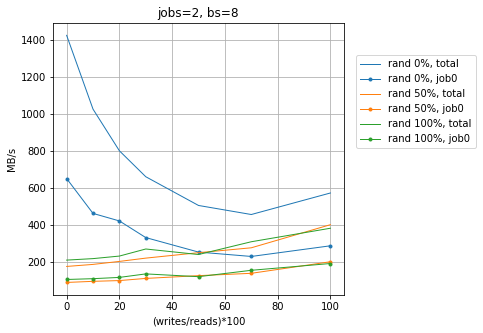 jobs=2, bs=8
1400
1200
1000
800
600
400
200
MB/s
0
20
40
60
80
100
(writes/reads)*100
rand 0%, total
rand 0%, job0
rand 50%, total
rand 50%, job0
rand 100%, total
rand 100%, job0